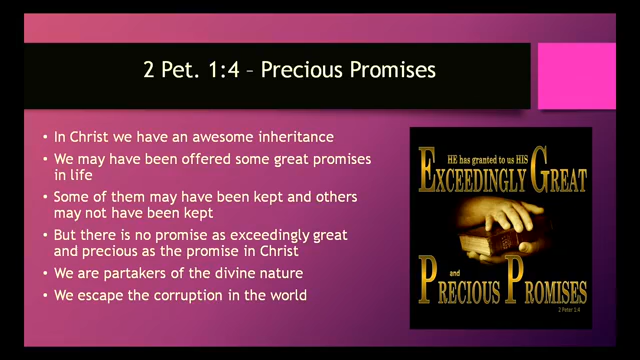 2 Pet. 1:4 – Precious Promises
• In Christ we have an awesome inheritance
• We may have been offered some great promises
in life
• Some of them may have been kept and others
may not have been kept
• But there is no promise as exceedingly great
and precious as the promise in Christ
• We are partakers of the divine nature
• We escape the corruption in the world
HE HAS GRANTED TO US HIS
EXCEEDINGLY GREAT
and
PRECIOUS PROMISES
2 Peter 1:4